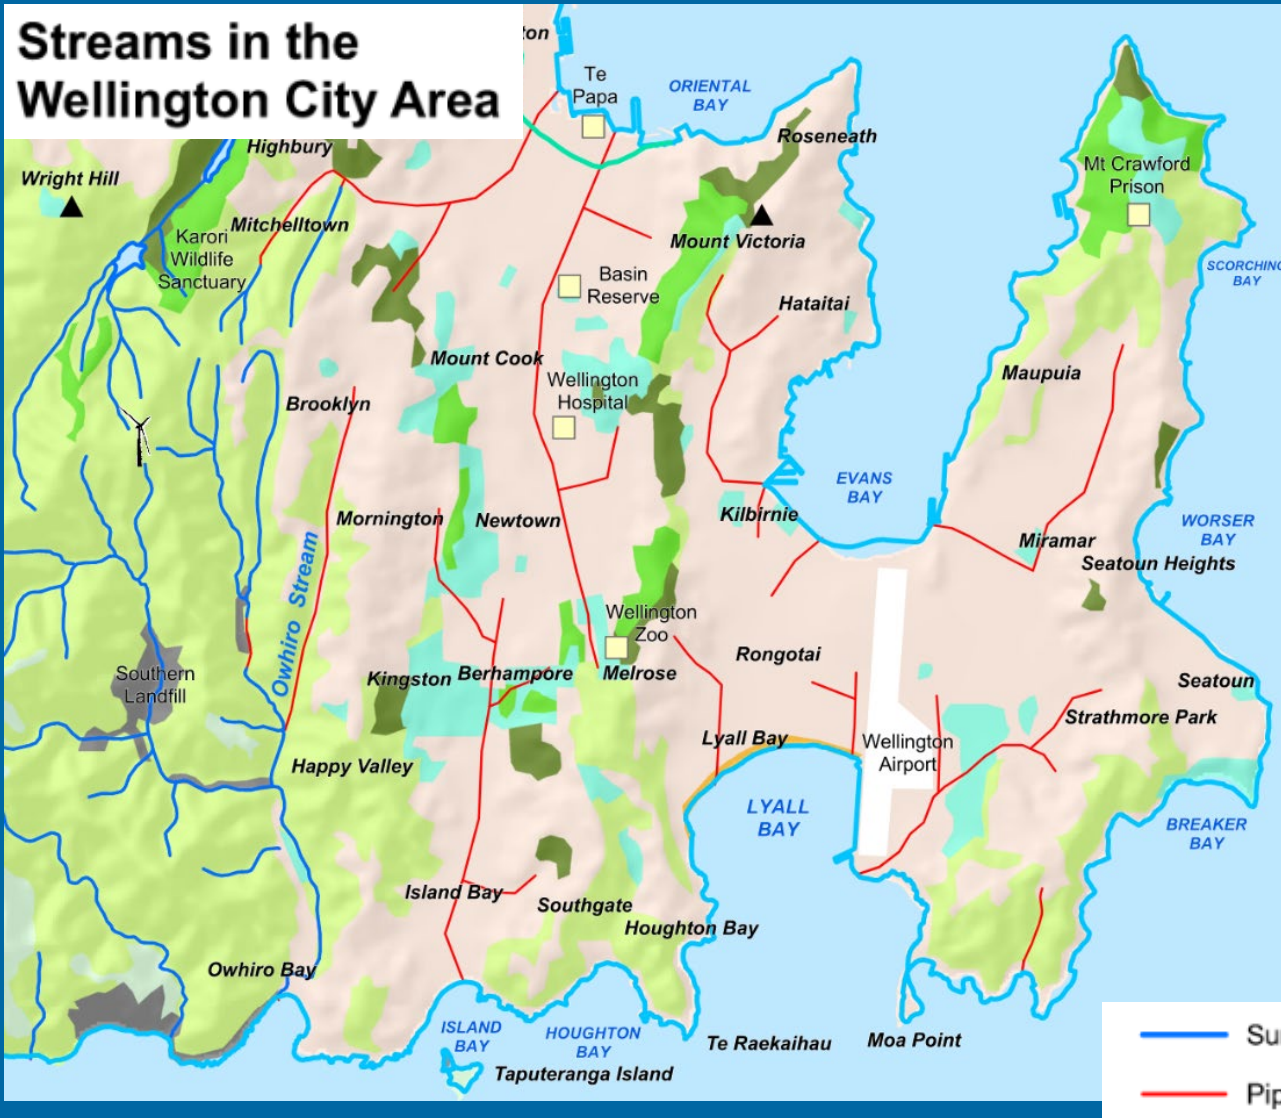 Streams in the
Wellington City Area
Te
Papa
ORIENTAL
BAY
Roseneath
Highbury
Wright Hill
Mt Crawford
Prison
Mitchelltown
Karori
Wildlife
Sanctuary
Mount Victoria
Basin
Reserve
SCORCHING
BAY
Hataitai
Mount Cook
Wellington
Hospital
Maupuia
Brooklyn
EVANS
BAY
Mornington
Newtown
Kilbirnie
WORSER
BAY
Miramar
Seatoun Heights
Owhiro Stream
Wellington
Zoo
Southern
Landfill
Kingston
Berhampore
Melrose
Rongotai
Seatoun
Strathmore Park
Lyall Bay
Wellington
Airport
Happy Valley
LYALL
BAY
BREAKER
BAY
Island Bay
Southgate
Houghton Bay
Owhiro Bay
ISLAND
BAY
HOUGHTON
BAY
Te Raekaihau
Moa Point
Taputeranga Island